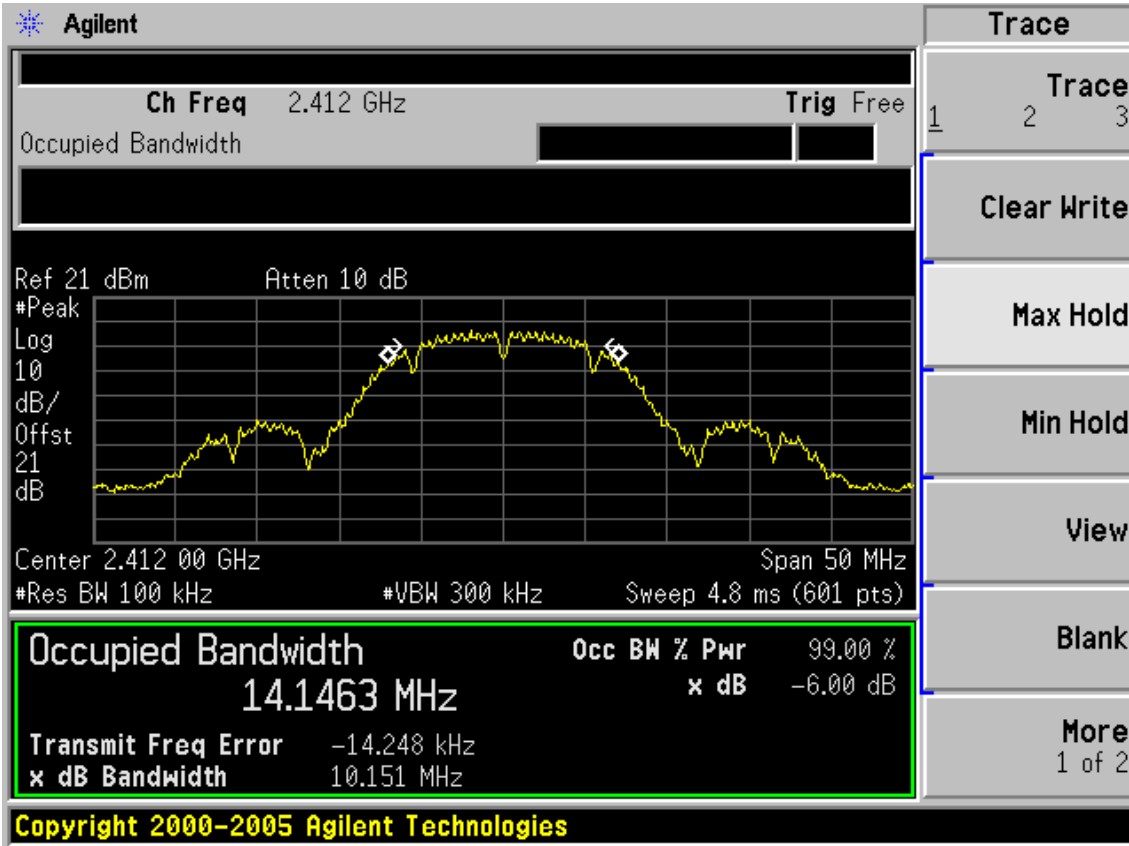 Agilent
Trace
Ch Freq 2.412 GHz Trig Free
Occupied Bandwidth
Trace
1 2 3
Clear Write
Max Hold
Min Hold
View
Blank
More
1 of 2
Ref 21 dBm Atten 10 dB
#Peak
Log
10
dB/
Offst
21
dB
Center 2.412 00 GHz Span 50 MHz
#Res BW 100 kHz #VBW 300 kHz Sweep 4.8 ms (601 pts)
Occupied Bandwidth
14.1463 MHz
Occ BW % Pwr 99.00 %
x dB -6.00 dB
Transmit Freq Error -14.248 kHz
x dB Bandwidth 10.151 MHz
Copyright 2000-2005 Agilent Technologies